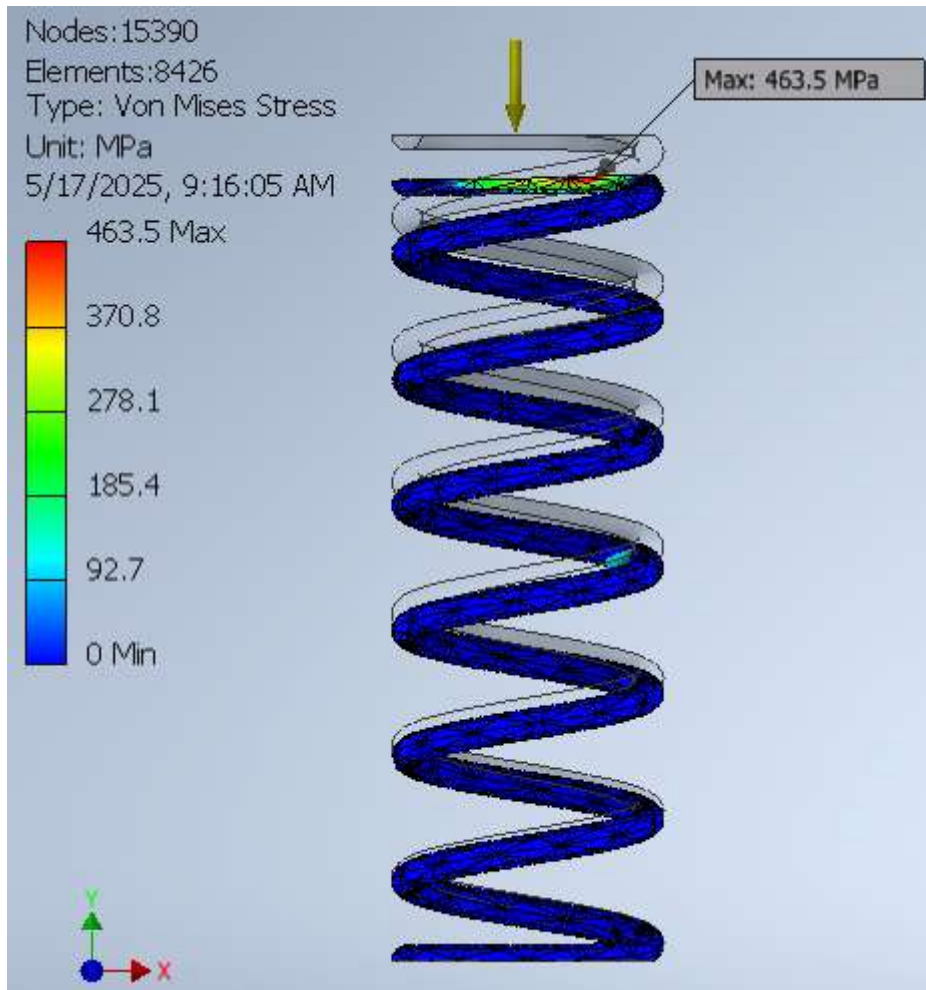 Nodes:15390
Elements:8426
Type: Von Mises Stress
Unit: MPa
5/17/2025, 9:16:05 AM
463.5 Max
370.8
278.1
185.4
92.7
0 Min
Max: 463.5 MPa
Y
X